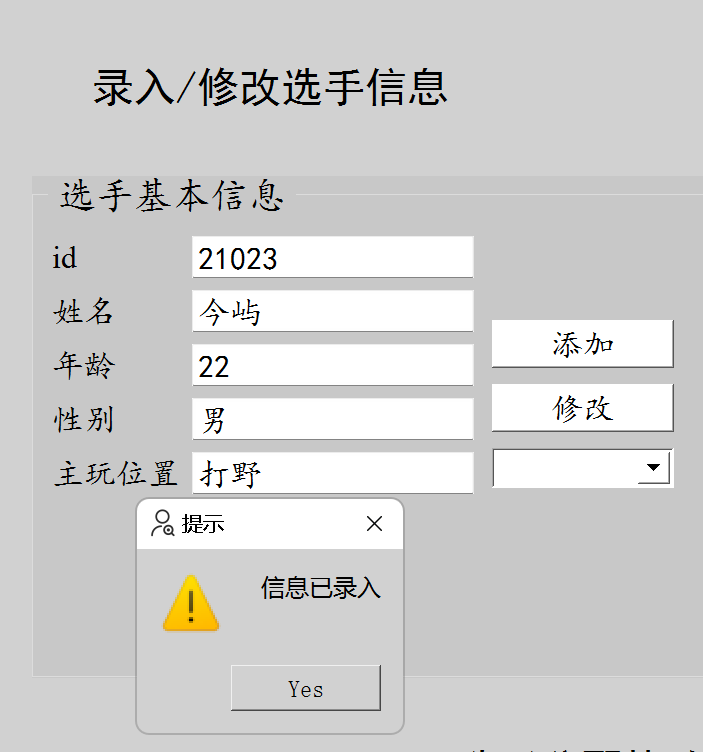 录入/修改选手信息
选手基本信息
id 21023
姓名 今屿
添加
年龄 22
修改
性别 男
主玩位置 打野
提示
信息已录入
Yes